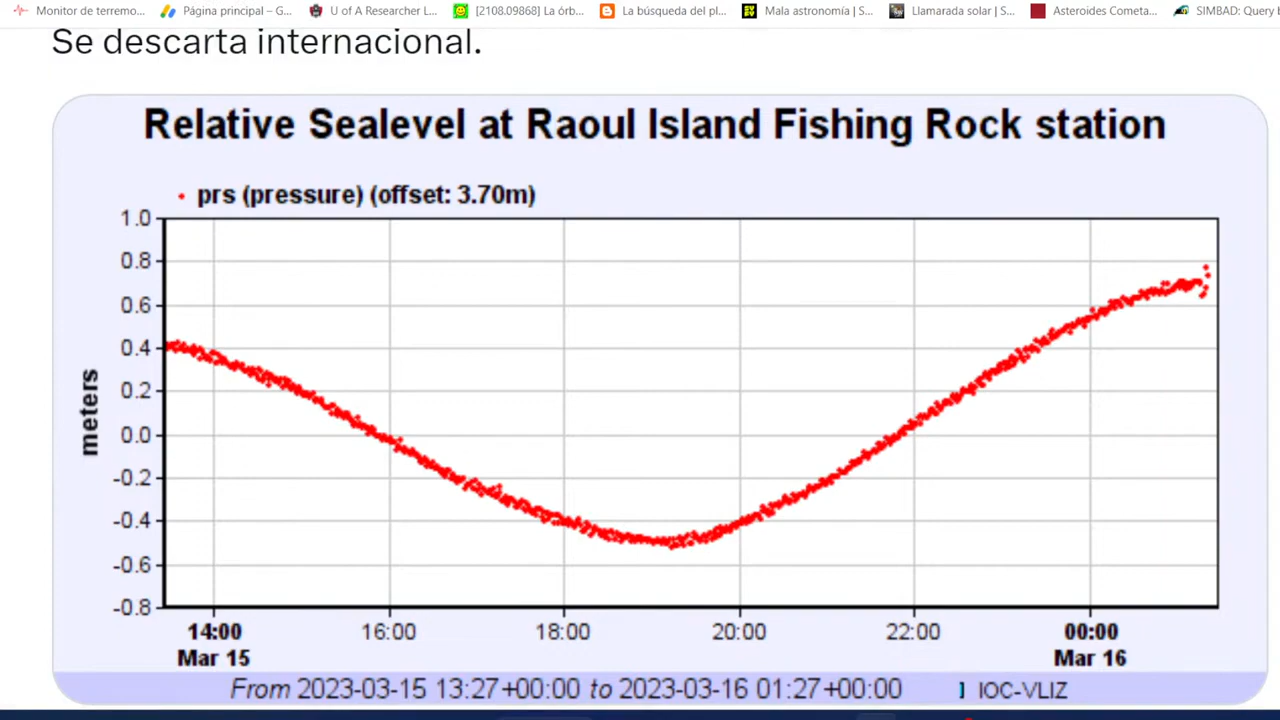 Monitor de terremo... Página principal – G... U of A Researcher L... [2108.09868] La órb... La búsqueda del pl... Mala astronomía | S... Llamarada solar | S... Asteroides Cometa... SIMBAD: Query b
Se descarta internacional.
Relative Sealevel at Raoul Island Fishing Rock station
prs (pressure) (offset: 3.70m)
1.0
0.8
0.6
0.4
0.2
0.0
-0.2
-0.4
-0.6
-0.8
meters
14:00 16:00 18:00 20:00 22:00 00:00
Mar 15 Mar 16
From 2023-03-15 13:27+00:00 to 2023-03-16 01:27+00:00 IOC-VLIZ